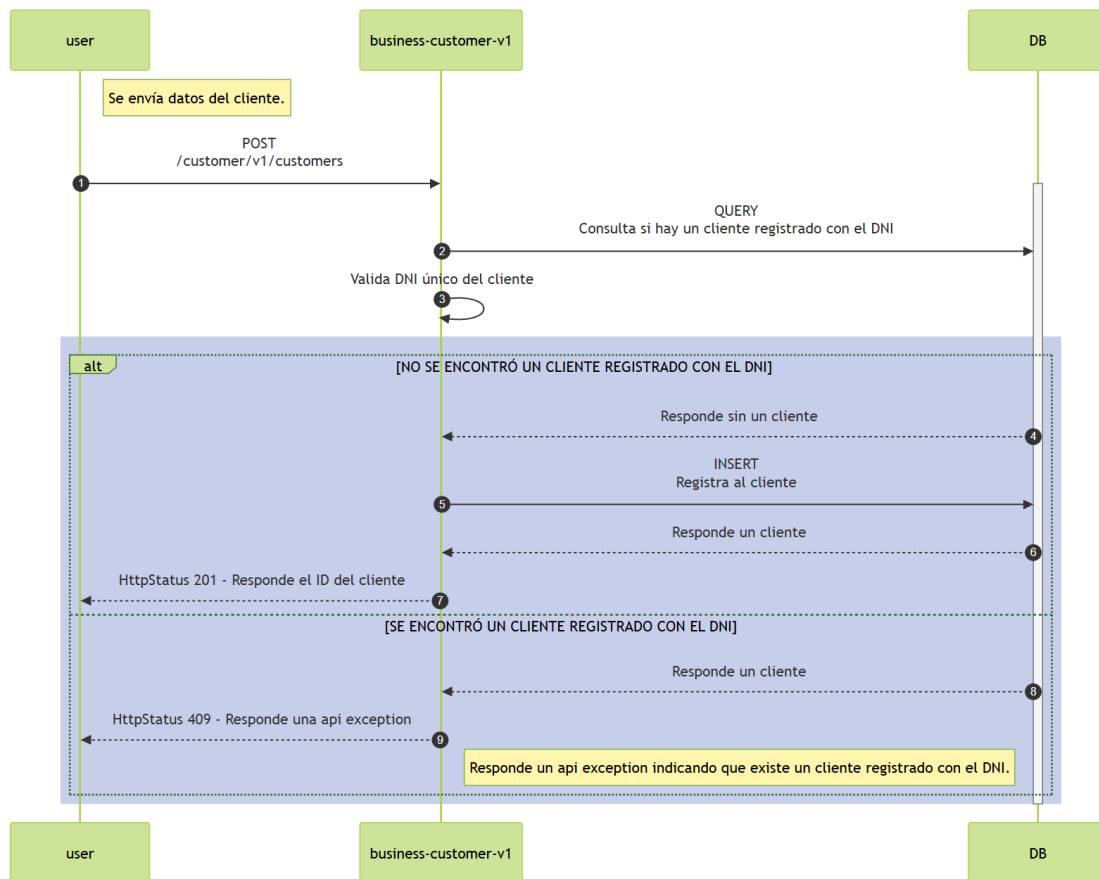 user
business-customer-v1
DB
Se envía datos del cliente.
POST
/customer/v1/customers
1
QUERY
Consulta si hay un cliente registrado con el DNI
2
Valida DNI único del cliente
3
alt
[NO SE ENCONTRÓ UN CLIENTE REGISTRADO CON EL DNI]
Responde sin un cliente
4
INSERT
Registra al cliente
5
Responde un cliente
6
HttpStatus 201 - Responde el ID del cliente
7
[SE ENCONTRÓ UN CLIENTE REGISTRADO CON EL DNI]
Responde un cliente
8
HttpStatus 409 - Responde una api exception
9
Responde un api exception indicando que existe un cliente registrado con el DNI.
user
business-customer-v1
DB